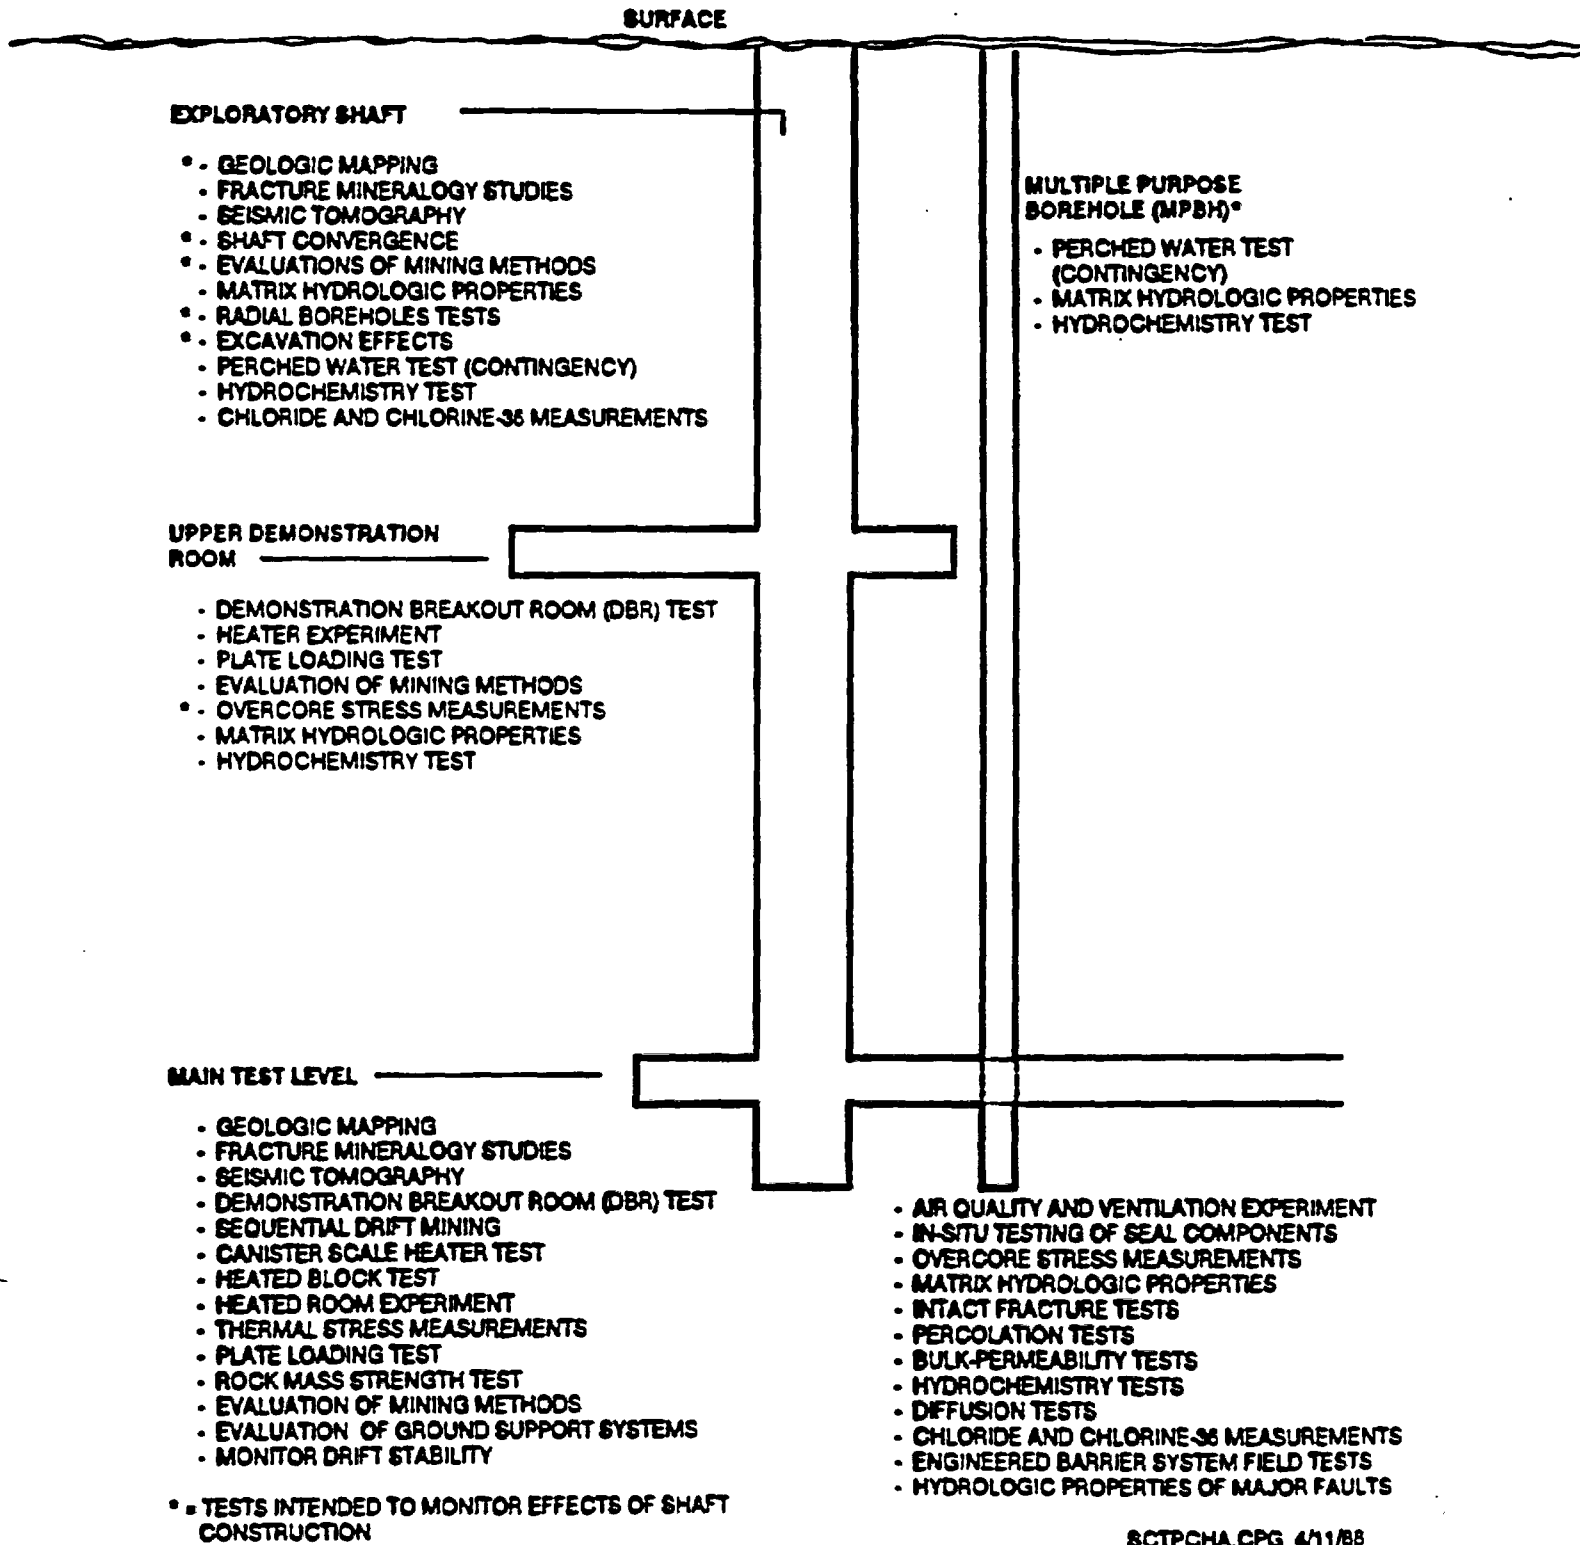 SURFACE
EXPLORATORY SHAFT
* - GEOLOGIC MAPPING
- FRACTURE MINERALOGY STUDIES
- SEISMIC TOMOGRAPHY
* - SHAFT CONVERGENCE
* - EVALUATIONS OF MINING METHODS
- MATRIX HYDROLOGIC PROPERTIES
* - RADIAL BOREHOLES TESTS
* - EXCAVATION EFFECTS
- PERCHED WATER TEST (CONTINGENCY)
- HYDROCHEMISTRY TEST
- CHLORIDE AND CHLORINE-36 MEASUREMENTS
MULTIPLE PURPOSE
BOREHOLE (MPBH)*
- PERCHED WATER TEST
(CONTINGENCY)
- MATRIX HYDROLOGIC PROPERTIES
- HYDROCHEMISTRY TEST
UPPER DEMONSTRATION
ROOM
- DEMONSTRATION BREAKOUT ROOM (DBR) TEST
- HEATER EXPERIMENT
- PLATE LOADING TEST
- EVALUATION OF MINING METHODS
* - OVERCORE STRESS MEASUREMENTS
- MATRIX HYDROLOGIC PROPERTIES
- HYDROCHEMISTRY TEST
MAIN TEST LEVEL
- GEOLOGIC MAPPING
- FRACTURE MINERALOGY STUDIES
- SEISMIC TOMOGRAPHY
- DEMONSTRATION BREAKOUT ROOM (DBR) TEST
- SEQUENTIAL DRIFT MINING
- CANISTER SCALE HEATER TEST
- HEATED BLOCK TEST
- HEATED ROOM EXPERIMENT
- THERMAL STRESS MEASUREMENTS
- PLATE LOADING TEST
- ROCK MASS STRENGTH TEST
- EVALUATION OF MINING METHODS
- EVALUATION OF GROUND SUPPORT SYSTEMS
- MONITOR DRIFT STABILITY
- AIR QUALITY AND VENTILATION EXPERIMENT
- IN-SITU TESTING OF SEAL COMPONENTS
- OVERCORE STRESS MEASUREMENTS
- MATRIX HYDROLOGIC PROPERTIES
- INTACT FRACTURE TESTS
- PERCOLATION TESTS
- BULK-PERMEABILITY TESTS
- HYDROCHEMISTRY TESTS
- DIFFUSION TESTS
- CHLORIDE AND CHLORINE-36 MEASUREMENTS
- ENGINEERED BARRIER SYSTEM FIELD TESTS
- HYDROLOGIC PROPERTIES OF MAJOR FAULTS
* = TESTS INTENDED TO MONITOR EFFECTS OF SHAFT
CONSTRUCTION
SCTPCHA.CPG 4/11/88